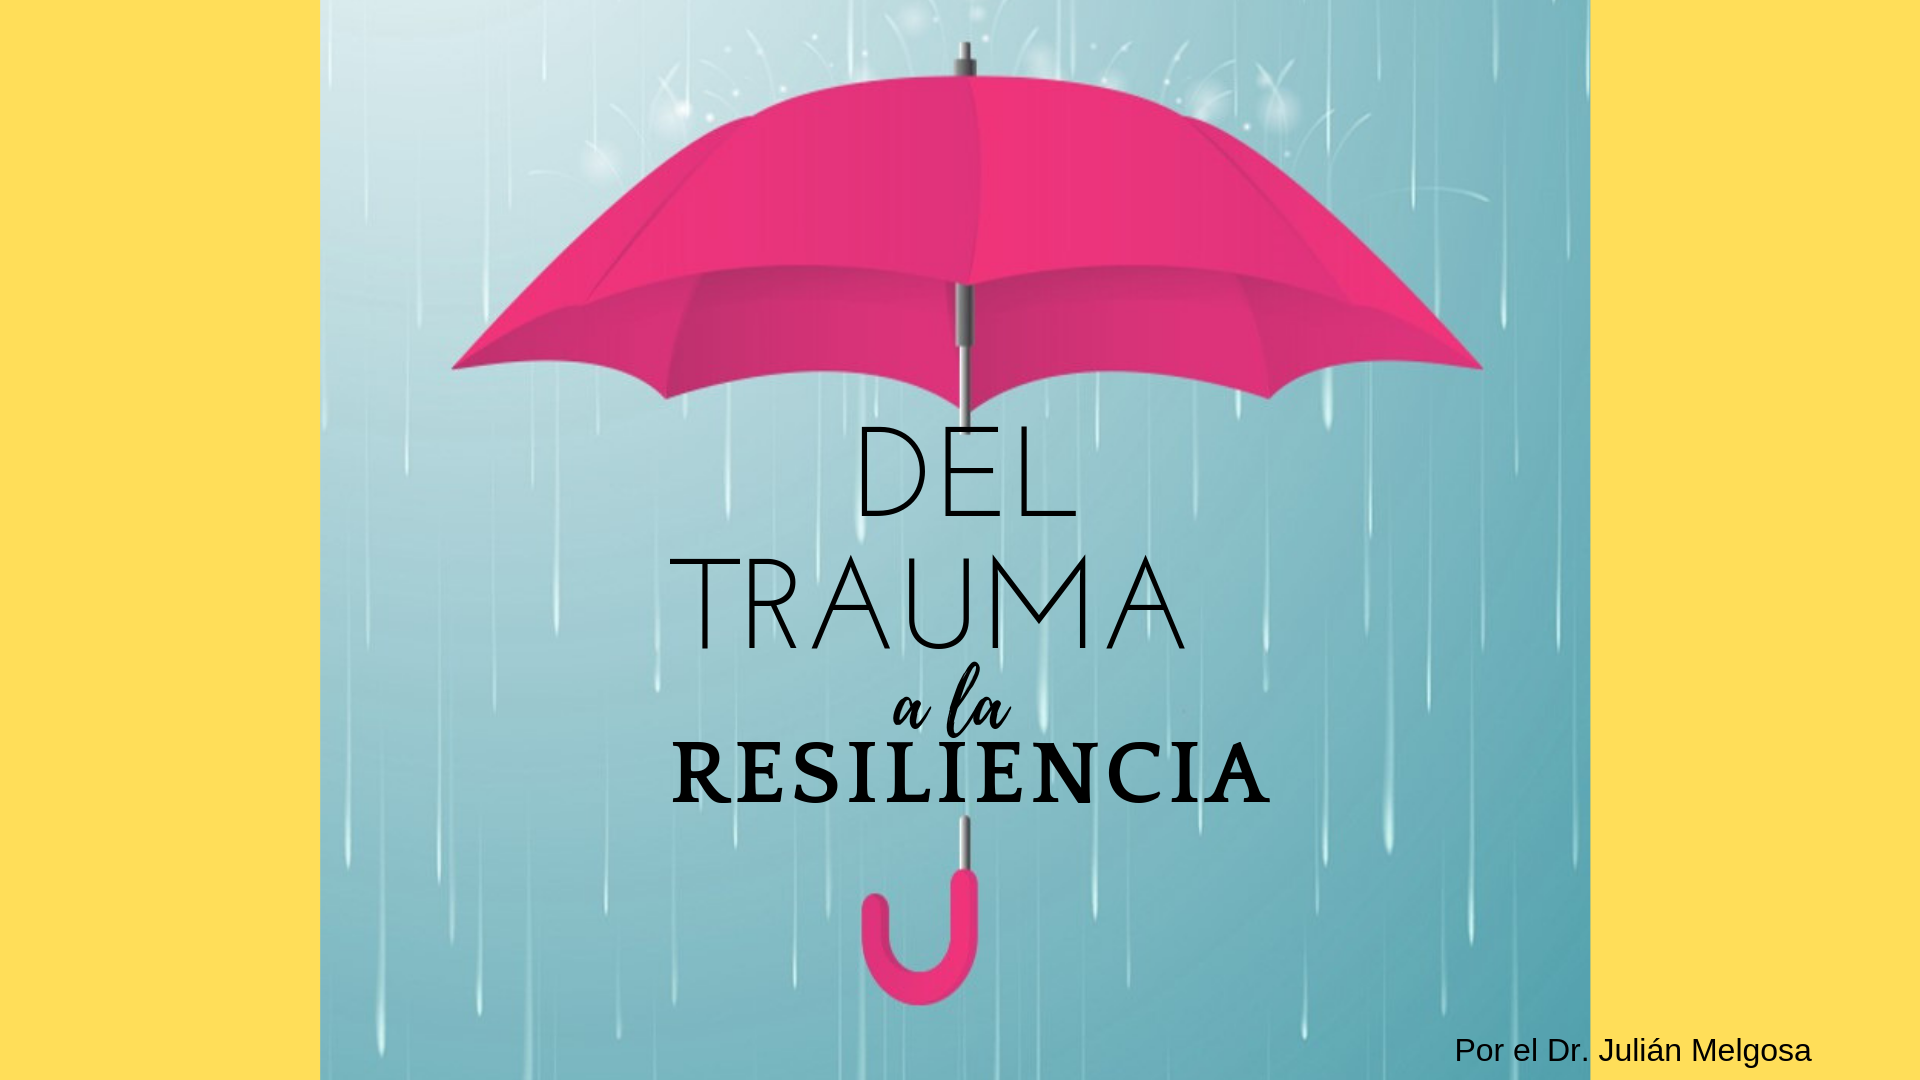 DEL
TRAUMA
a la
RESILIENCIA
Por el Dr. Julián Melgosa